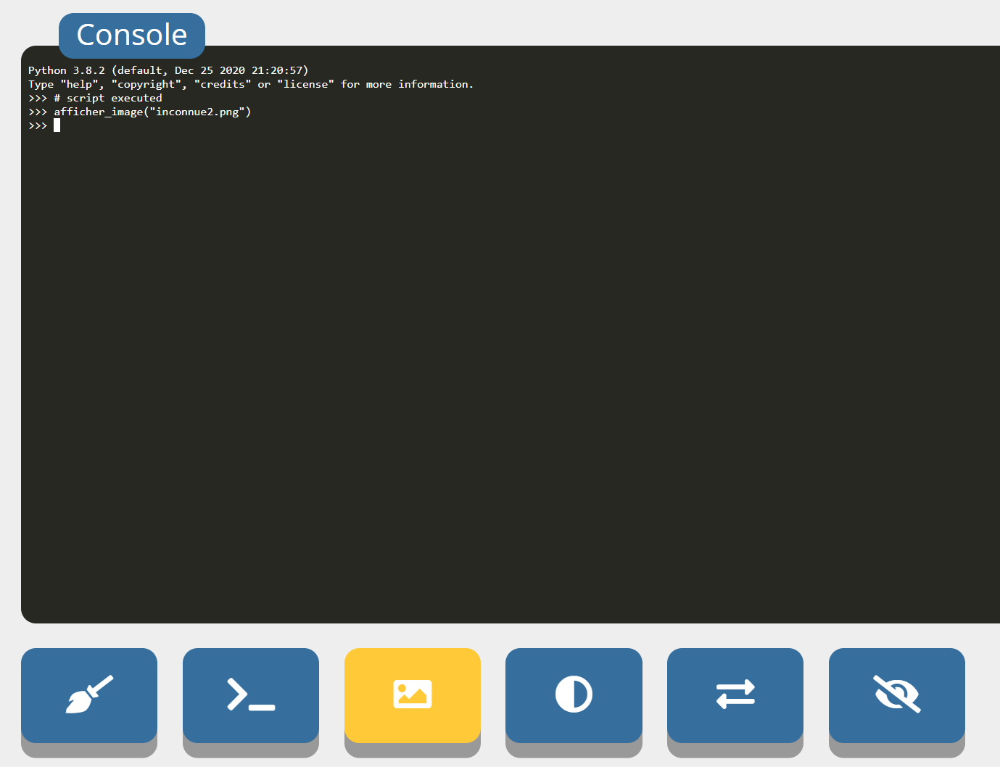 Console
Python 3.8.2 (default, Dec 25 2020 21:20:57)
Type "help", "copyright", "credits" or "license" for more information.
>>> # script executed
>>> afficher_image("inconnue2.png")
>>>